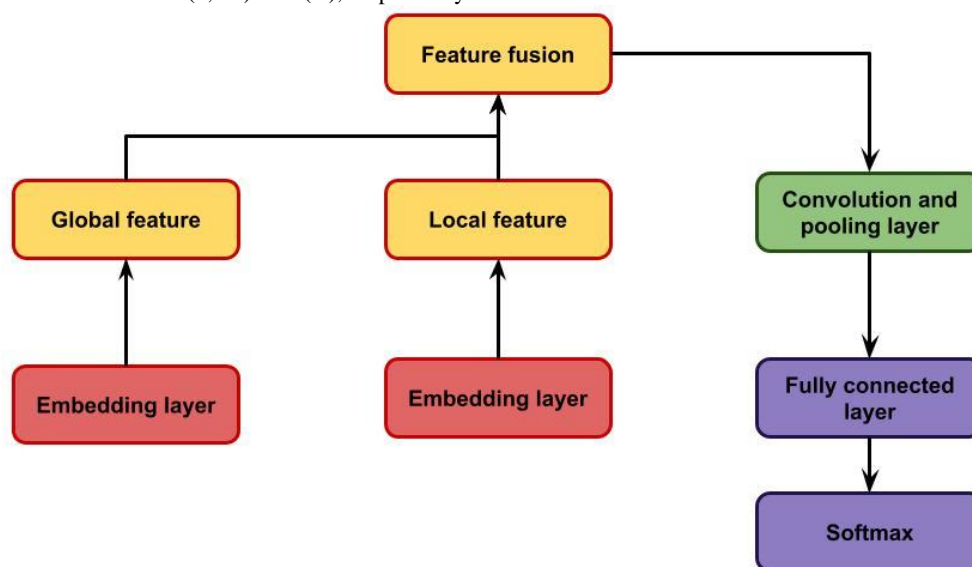 Feature fusion
Global feature
Local feature
Convolution and
pooling layer
Embedding layer
Embedding layer
Fully connected
layer
Softmax